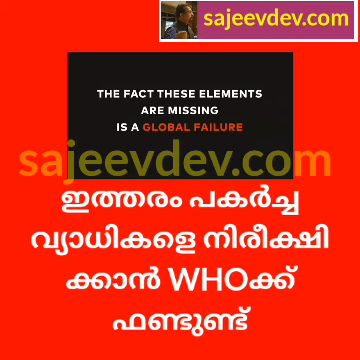 sajeevdev.com
THE FACT THESE ELEMENTS
ARE MISSING
IS A GLOBAL FAILURE
sajeevdev.com
ഇത്തരം പകർച്ച
വ്യാധികളെ നിരീക്ഷി
ക്കാൻ WHOക്ക്
ഫണ്ടുണ്ട്